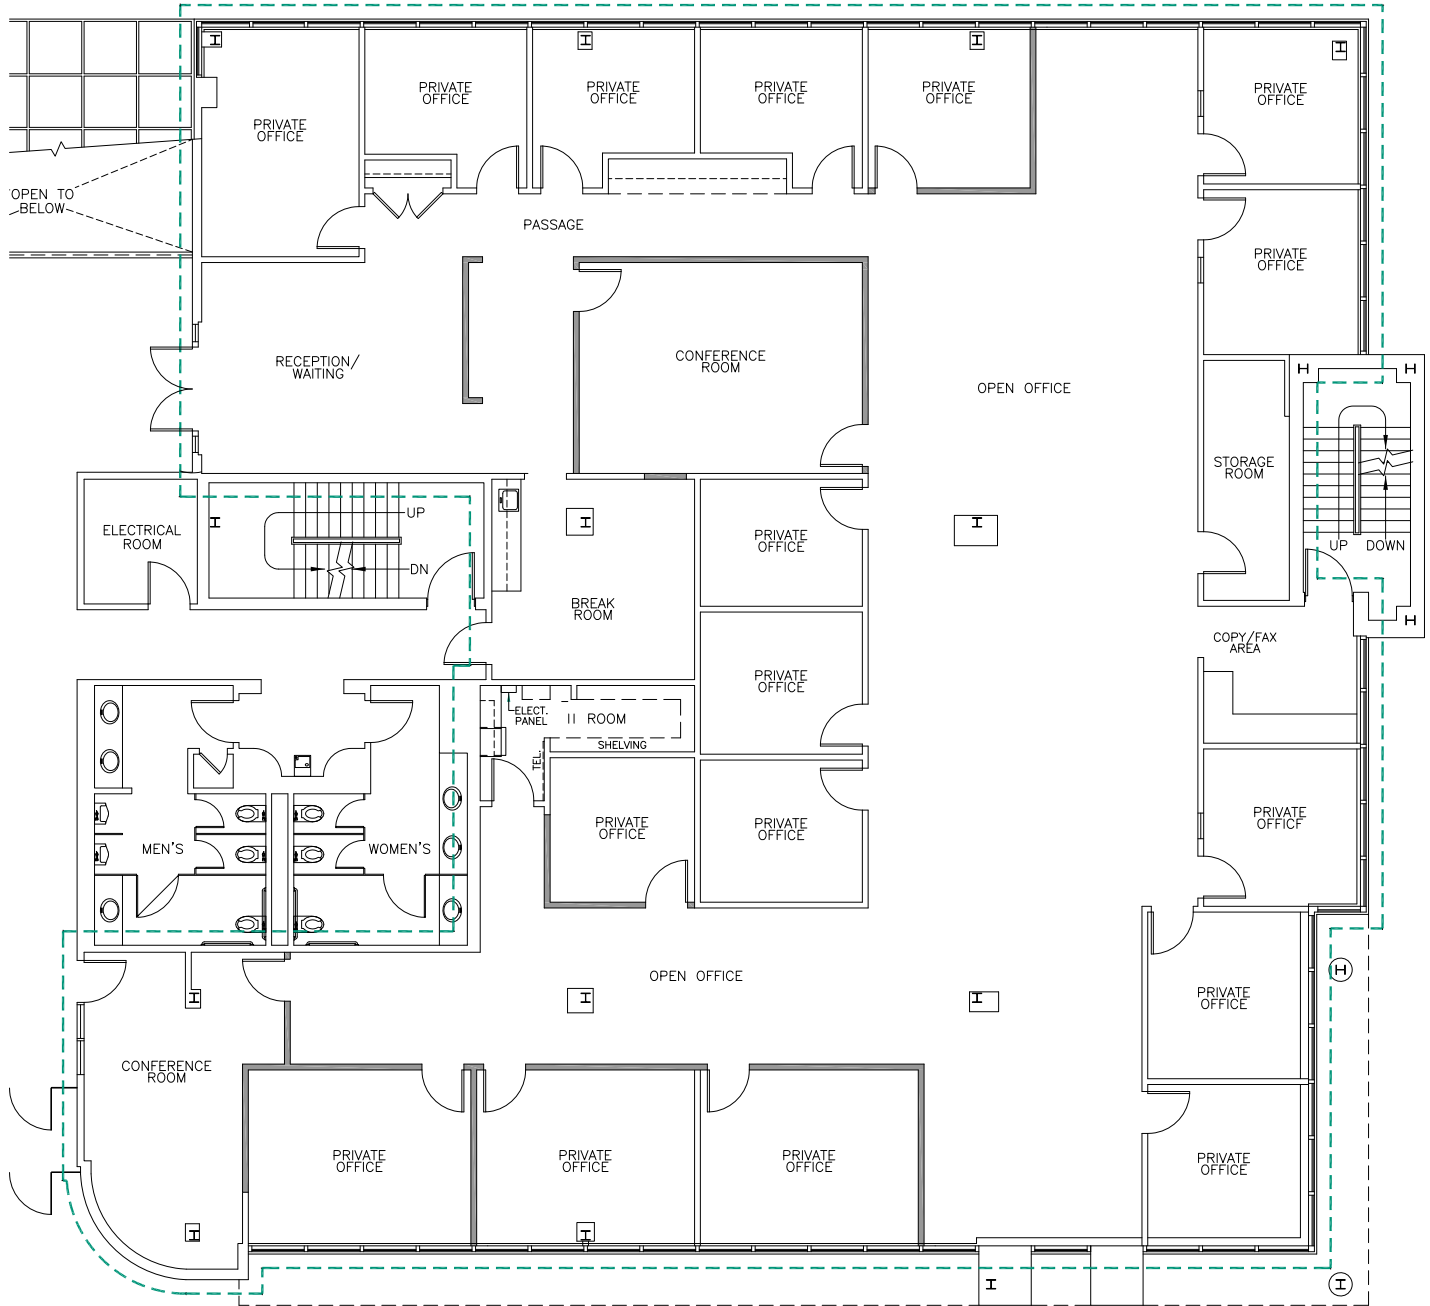 PRIVATE
OFFICE
PRIVATE
OFFICE
PRIVATE
OFFICE
PRIVATE
OFFICE
PRIVATE
OFFICE
PRIVATE
OFFICE
OPEN TO
BELOW
PASSAGE
PRIVATE
OFFICE
RECEPTION/
WAITING
CONFERENCE
ROOM
OPEN OFFICE
STORAGE
ROOM
ELECTRICAL
ROOM
UP
DN
PRIVATE
OFFICE
UP
DOWN
BREAK
ROOM
COPY/FAX
AREA
PRIVATE
OFFICE
ELECT.
PANEL
ROOM
SHELVING
TEL.
MEN'S
WOMEN'S
PRIVATE
OFFICE
PRIVATE
OFFICE
PRIVATE
OFFICF
OPEN OFFICE
PRIVATE
OFFICE
CONFERENCE
ROOM
PRIVATE
OFFICE
PRIVATE
OFFICE
PRIVATE
OFFICE
PRIVATE
OFFICE